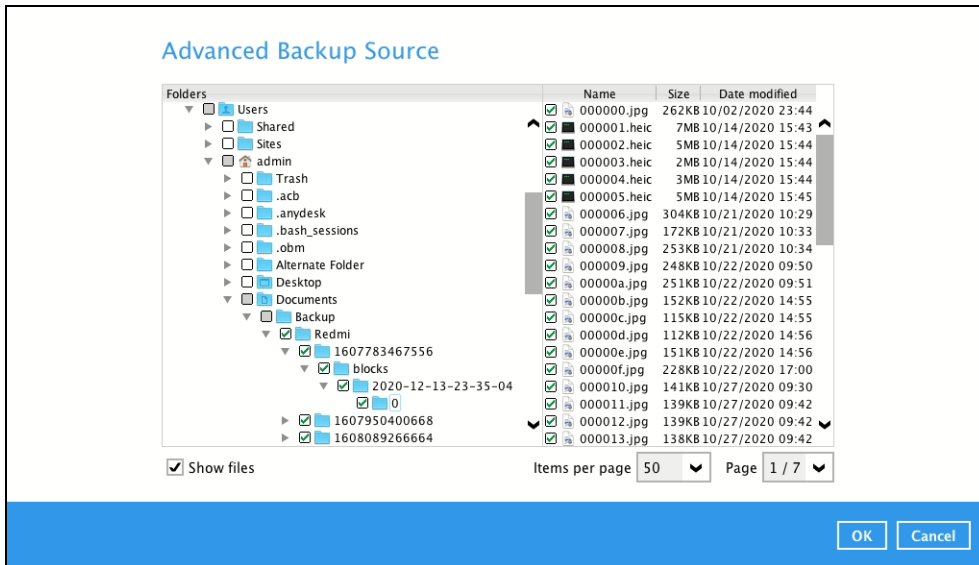 Advanced Backup Source
Folders
Users
Shared
Sites
admin
Trash
.acb
.anydesk
.bash_sessions
.obm
Alternate Folder
Desktop
Documents
Backup
Redmi
1607783467556
blocks
2020-12-13-23-35-04
0
1607950400668
1608089266664
Name Size Date modified
000000.jpg 262KB 10/02/2020 23:44
000001.heic 7MB 10/14/2020 15:43
000002.heic 5MB 10/14/2020 15:44
000003.heic 2MB 10/14/2020 15:44
000004.heic 3MB 10/14/2020 15:44
000005.heic 5MB 10/14/2020 15:45
000006.jpg 304KB 10/21/2020 10:29
000007.jpg 172KB 10/21/2020 10:33
000008.jpg 253KB 10/21/2020 10:34
000009.jpg 248KB 10/22/2020 09:50
00000a.jpg 251KB 10/22/2020 09:51
00000b.jpg 152KB 10/22/2020 14:55
00000c.jpg 115KB 10/22/2020 14:55
00000d.jpg 112KB 10/22/2020 14:56
00000e.jpg 151KB 10/22/2020 14:56
00000f.jpg 228KB 10/22/2020 17:00
000010.jpg 141KB 10/27/2020 09:30
000011.jpg 139KB 10/27/2020 09:42
000012.jpg 139KB 10/27/2020 09:42
000013.jpg 138KB 10/27/2020 09:42
Show files
Items per page 50 Page 1 / 7
OK Cancel